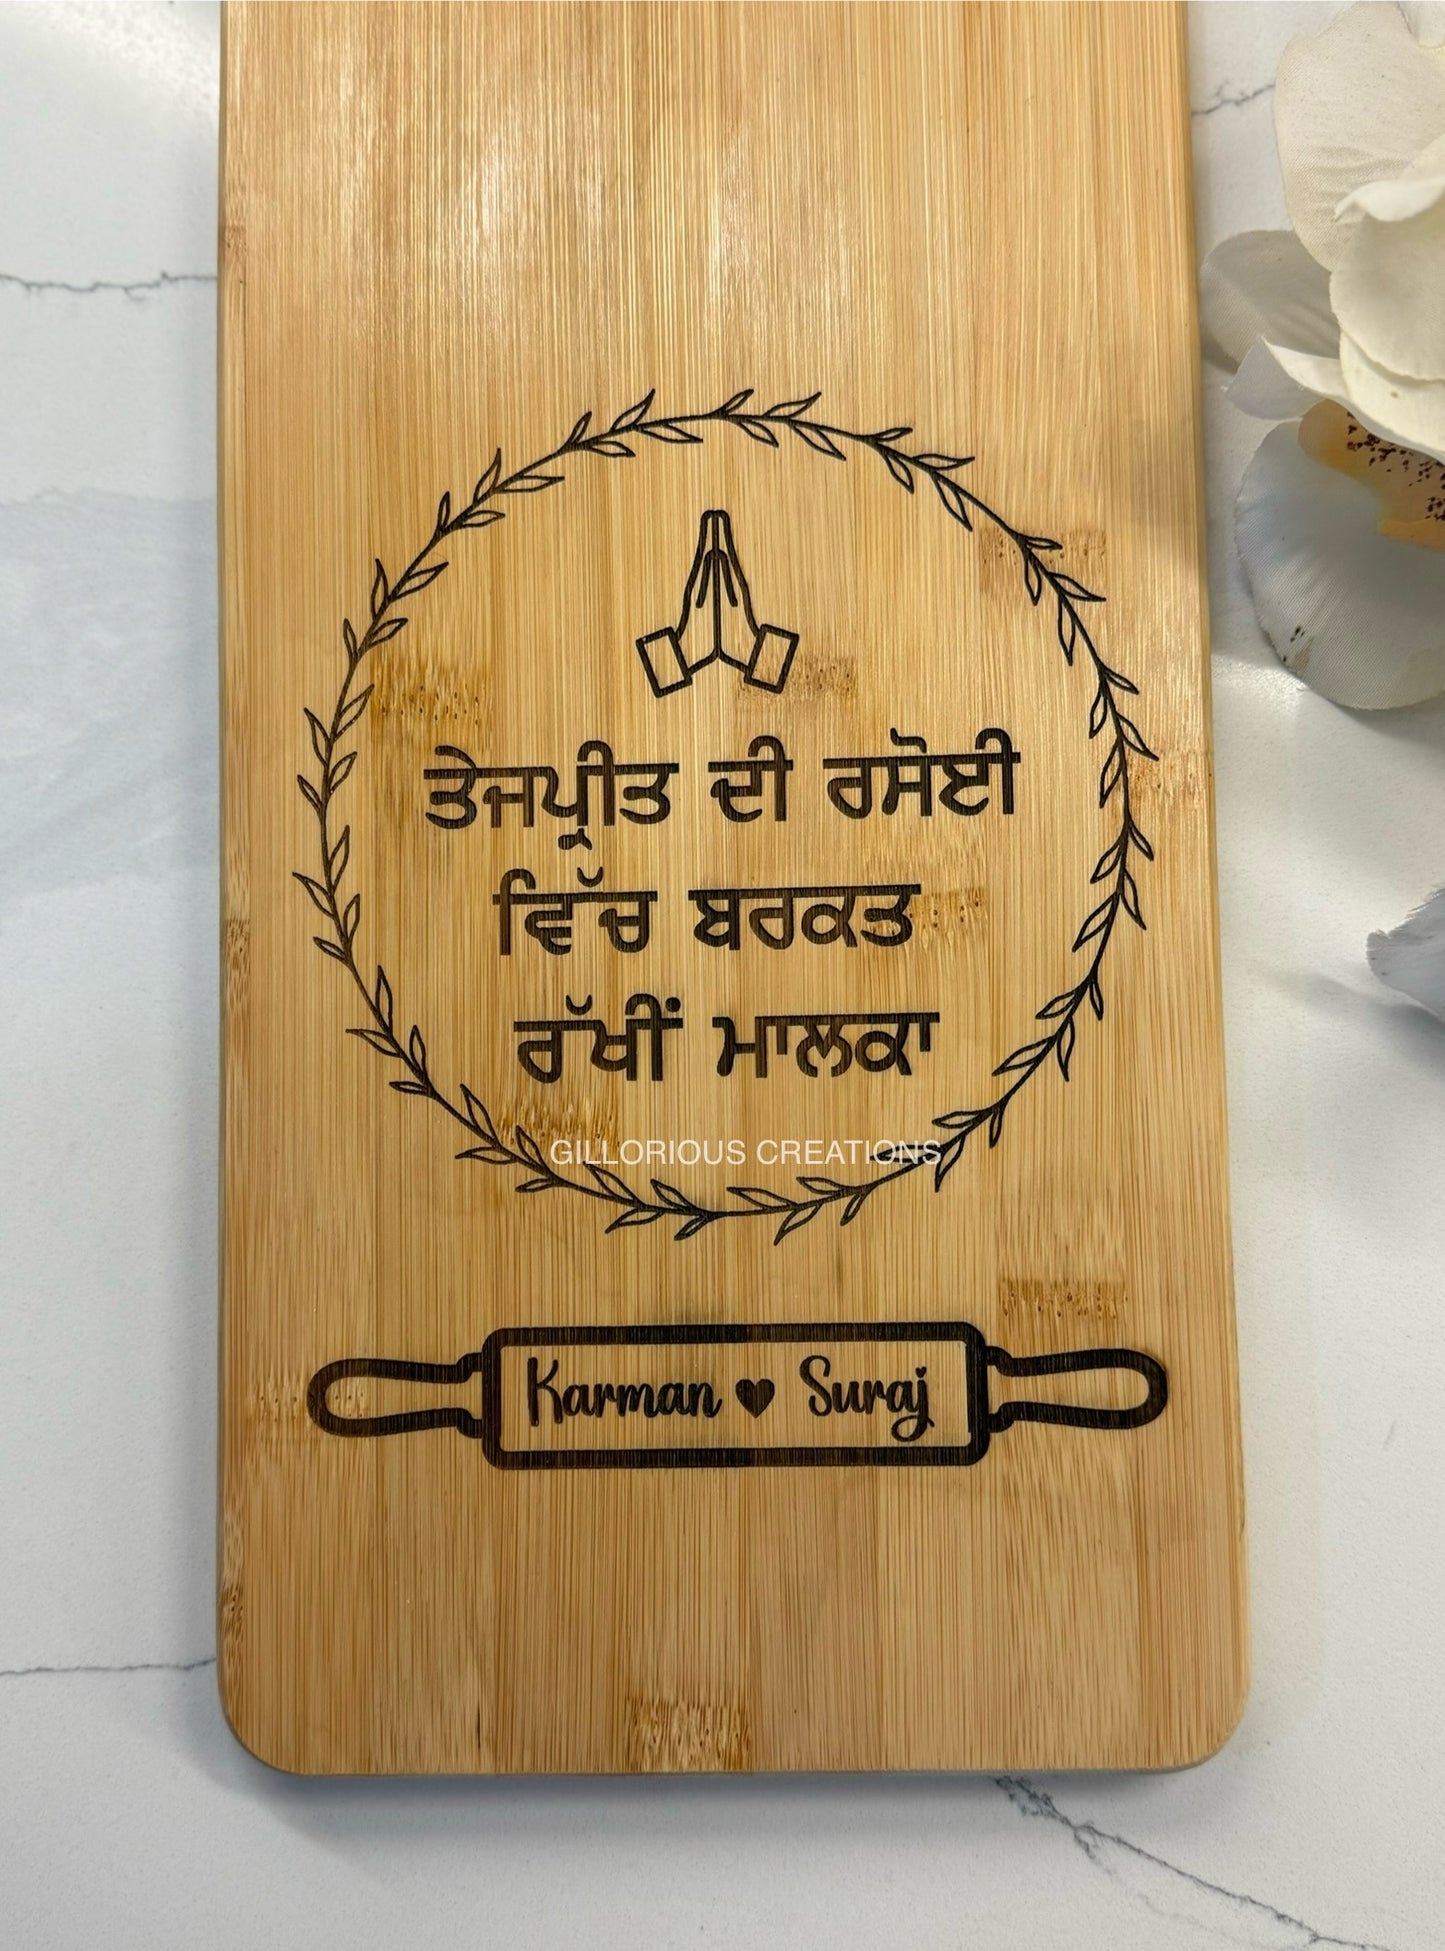 ਤੇਜਪ੍ਰੀਤ ਦੀ ਰਸੋਈ
ਵਿੱਚ ਬਰਕਤ
ਰੱਖੀਂ ਮਾਲਕਾ
GILLORIOUS CREATIONS
Karman ♥ Suraj